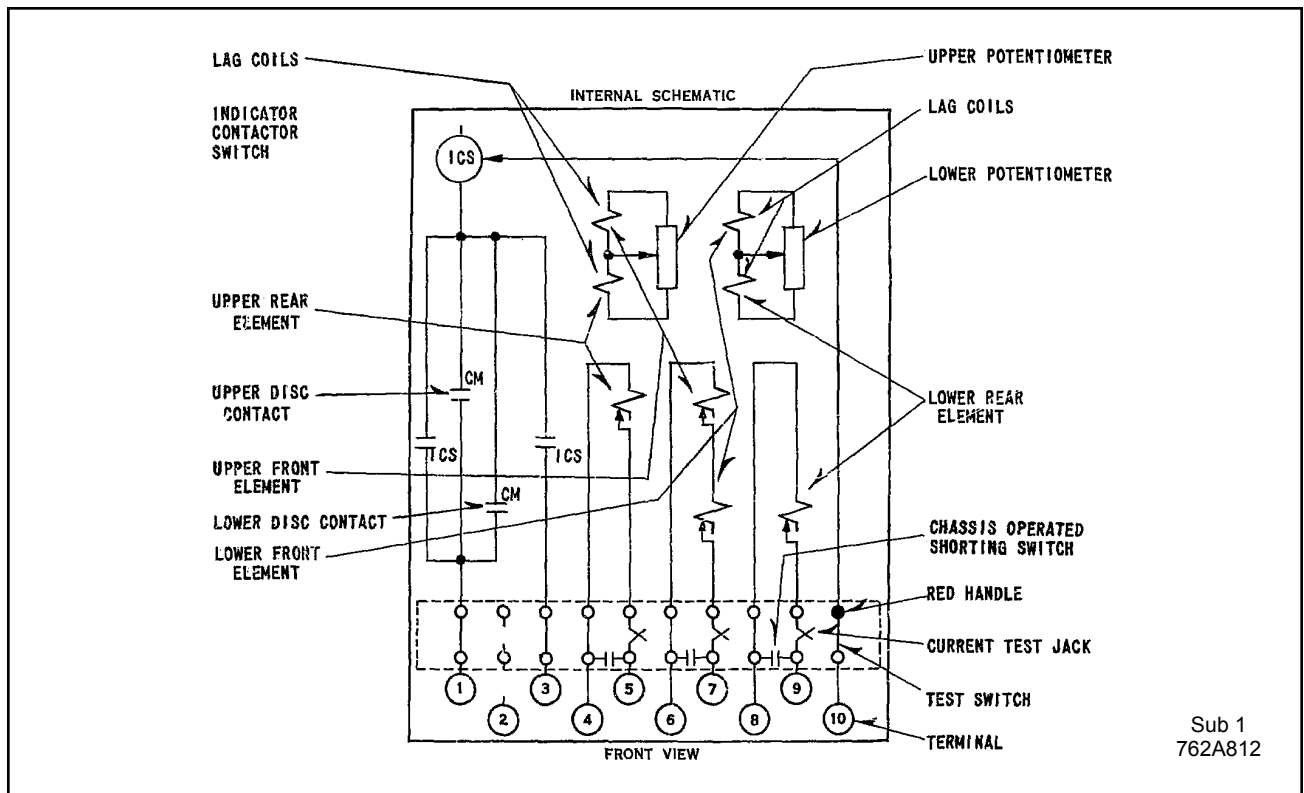 LAG COILS
INTERNAL SCHEMATIC
UPPER POTENTIOMETER
INDICATOR
CONTACTOR
SWITCH
ICS
LAG COILS
LOWER POTENTIOMETER
UPPER REAR
ELEMENT
UPPER DISC
CONTACT
CM
ICS
ICS
LOWER REAR
ELEMENT
UPPER FRONT
ELEMENT
CM
LOWER DISC CONTACT
LOWER FRONT
ELEMENT
CHASSIS OPERATED
SHORTING SWITCH
RED HANDLE
CURRENT TEST JACK
1
3
5
7
9
TEST SWITCH
2
4
6
8
10
TERMINAL
FRONT VIEW
Sub 1
762A812